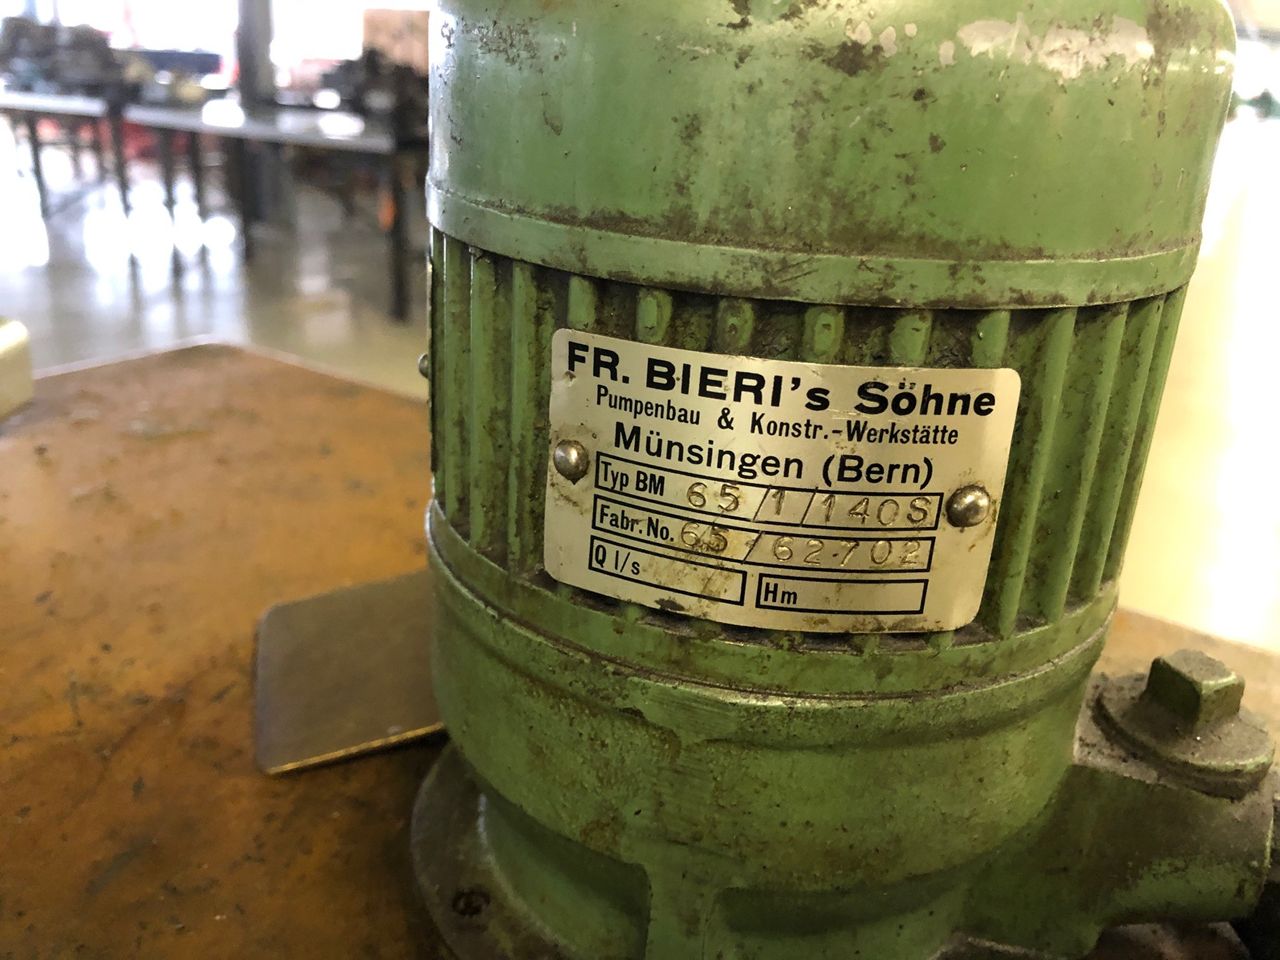 FR. BIERI's Söhne
Pumpenbau & Konstr.-Werkstätte
Münsingen (Bern)
Typ BM 65/1/140S
Fabr. No. 65/62702
Q l/s
Hm